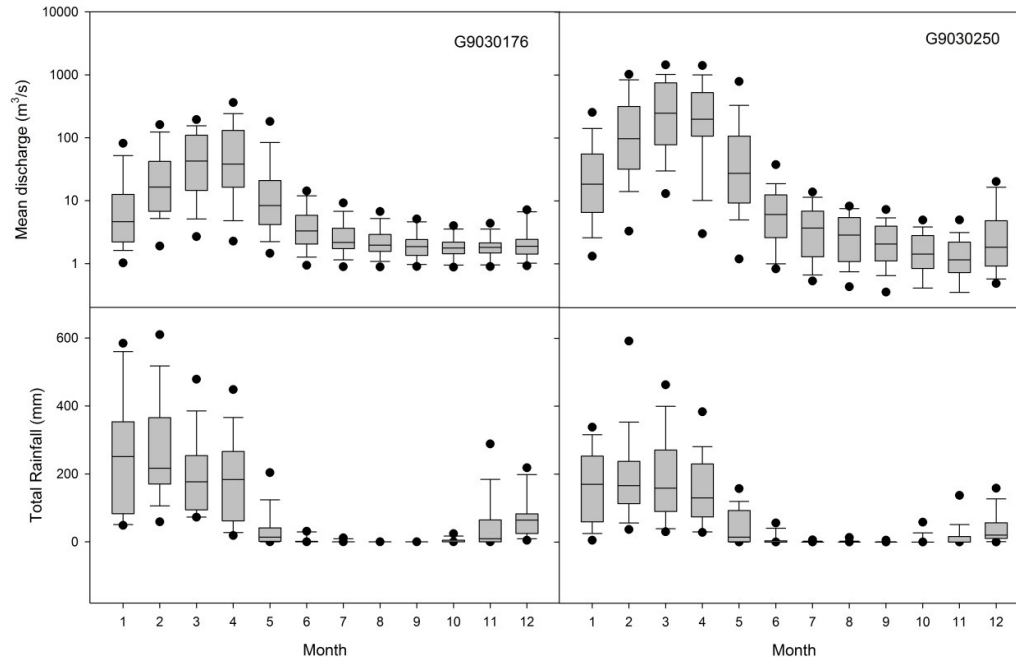 10000
1000
100
10
1
Mean discharge (m³/s)
G9030176
G9030250
600
400
200
0
Total Rainfall (mm)
1 2 3 4 5 6 7 8 9 10 11 12
1 2 3 4 5 6 7 8 9 10 11 12
Month
Month